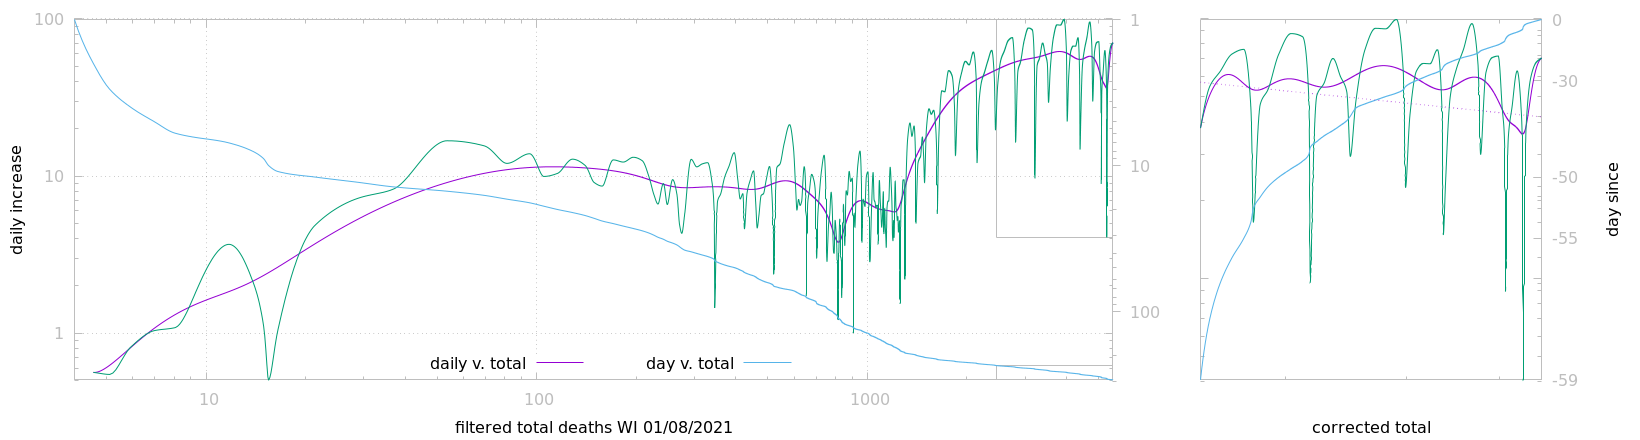 100
10
1
daily increase
daily v. total
day v. total
10
100
1000
filtered total deaths WI 01/08/2021
1
10
100
0
-30
-50
-55
-59
day since
corrected total